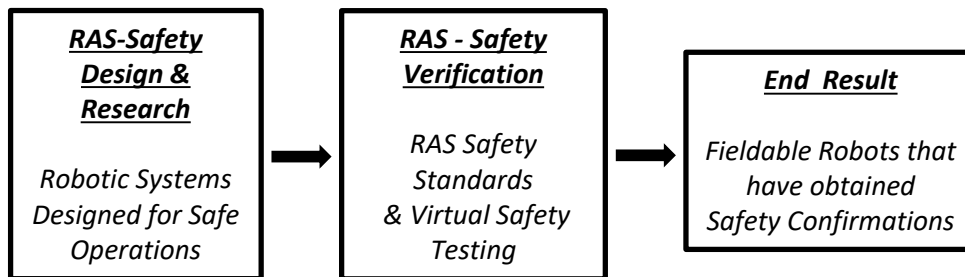 RAS-Safety
Design &
Research
Robotic Systems
Designed for Safe
Operations
RAS - Safety
Verification
RAS Safety
Standards
& Virtual Safety
Testing
End Result
Fieldable Robots that
have obtained
Safety Confirmations